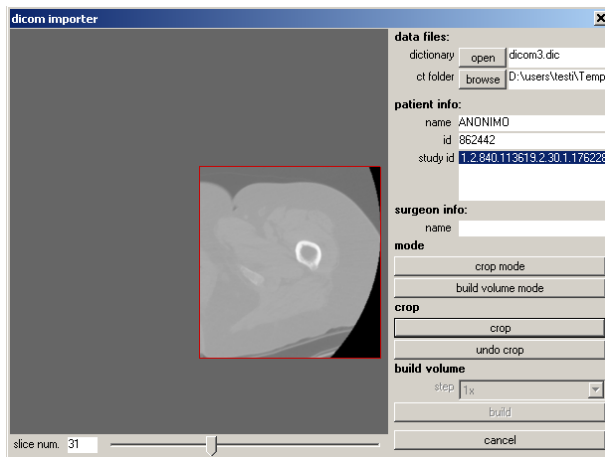 dicom importer
data files:
dictionary open dicom3.dic
ct folder browse D:\users\testi\Temp
patient info:
name ANONIMO
id 862442
study id 1.2.840.113619.2.30.1.176228
surgeon info:
name
mode
crop mode
build volume mode
crop
crop
undo crop
build volume
step 1x
build
slice num. 31
cancel